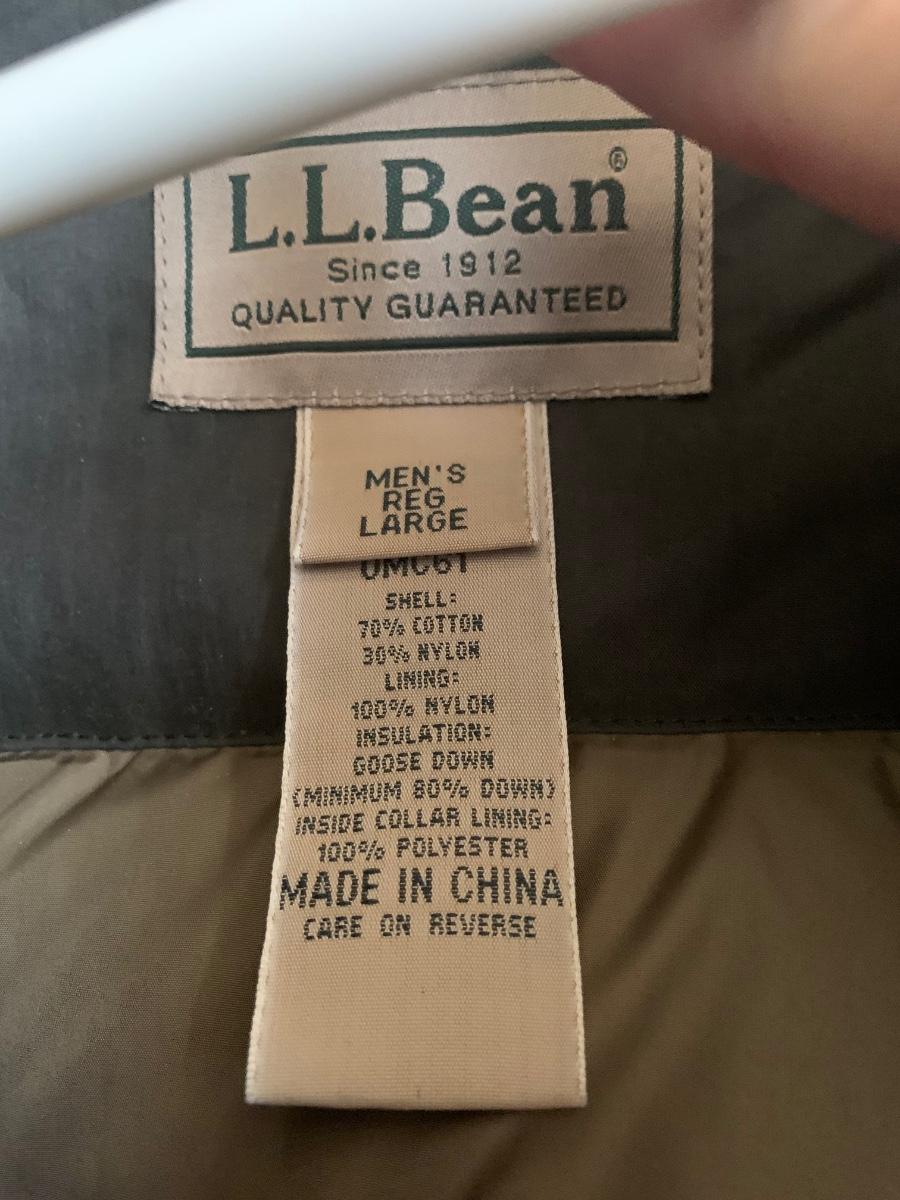 L.L.Bean®
Since 1912
QUALITY GUARANTEED
MEN'S
REG
LARGE
0MC61
SHELL:
70% COTTON
30% NYLON
LINING:
100% NYLON
INSULATION:
GOOSE DOWN
(MINIMUM 80% DOWN)
INSIDE COLLAR LINING:
100% POLYESTER
MADE IN CHINA
CARE ON REVERSE